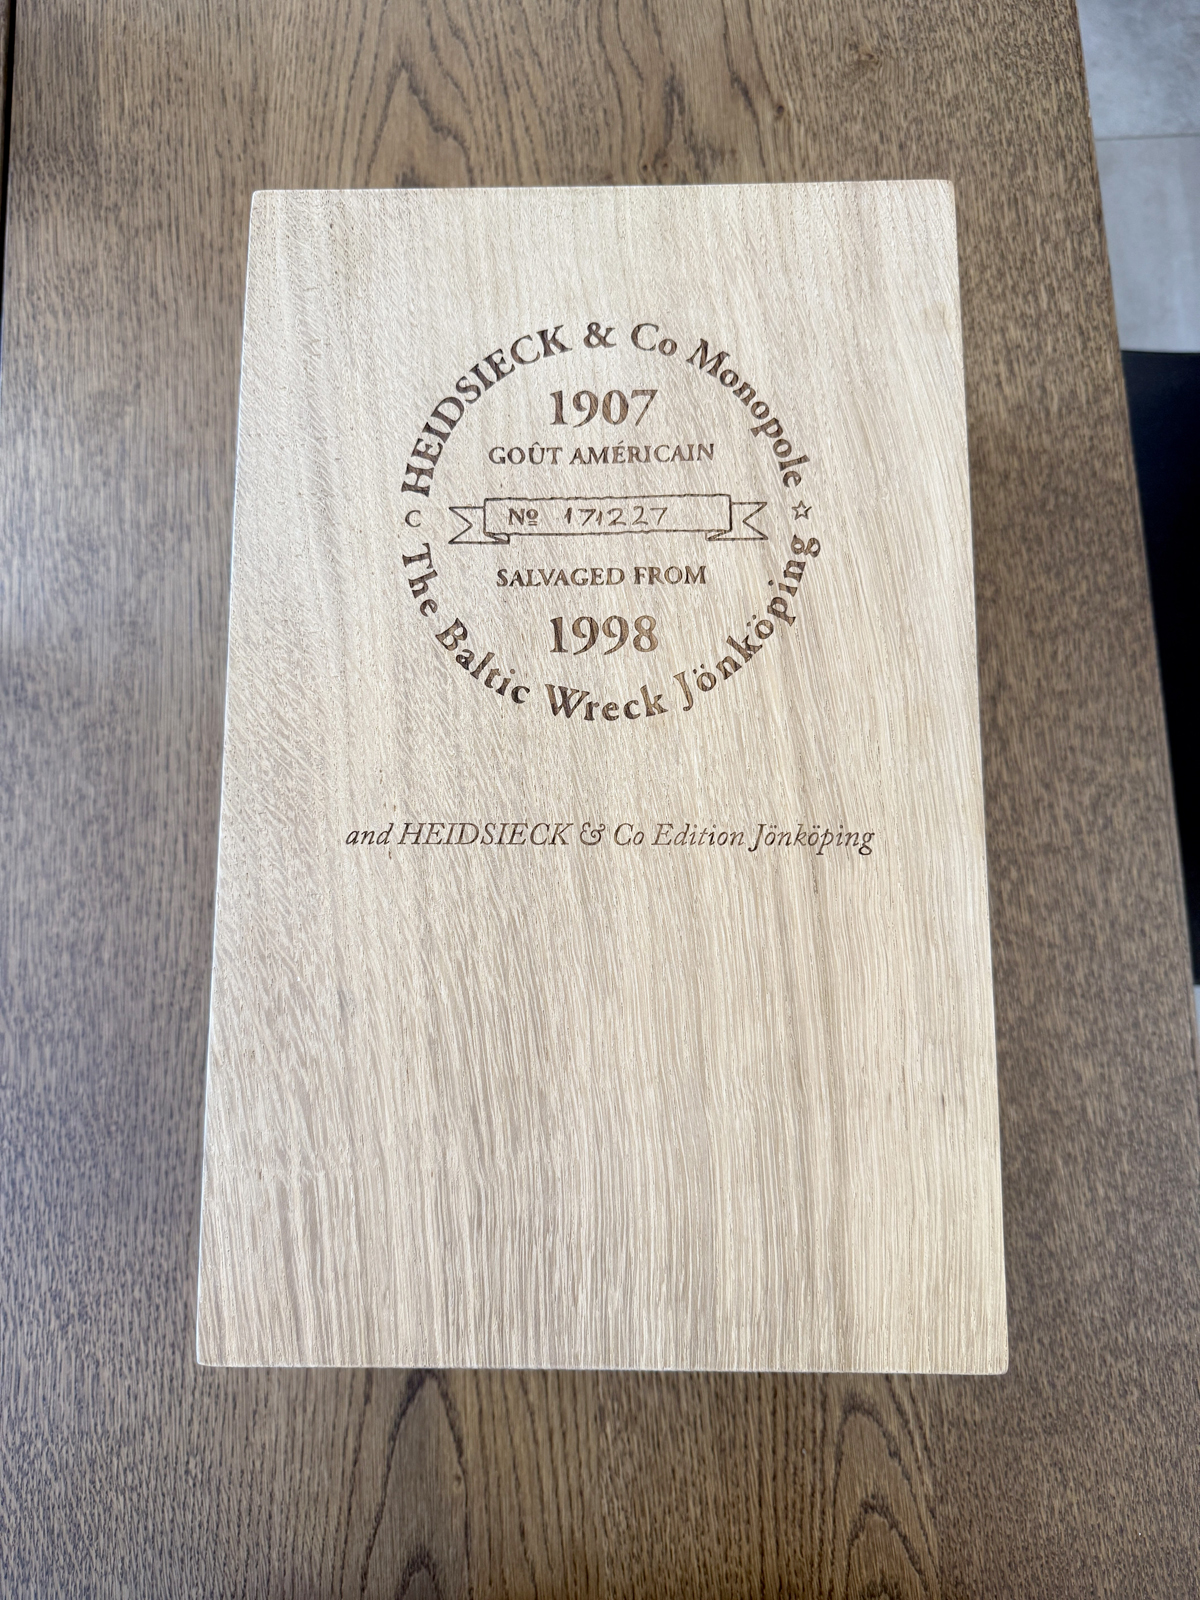 HEIDSIECK & Co Monopole ☆
1907
GOÛT AMÉRICAIN
Nº 171227
SALVAGED FROM
1998
C The Baltic Wreck Jönköping
and HEIDSIECK & Co Edition Jönköping